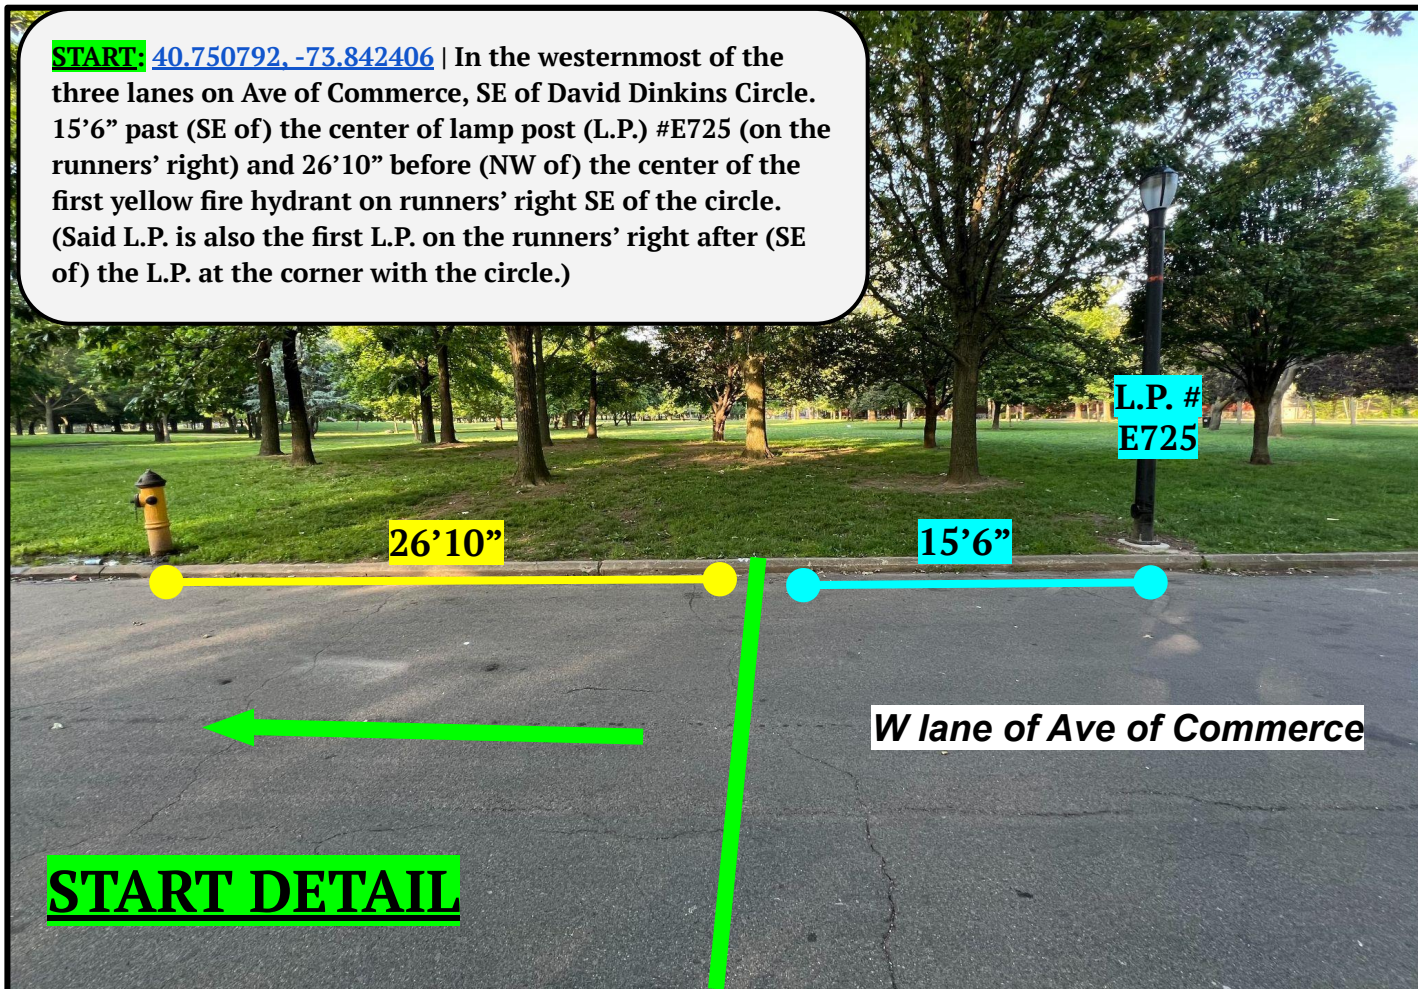 START: 40.750792, -73.842406 | In the westernmost of the
three lanes on Ave of Commerce, SE of David Dinkins Circle.
15’6” past (SE of) the center of lamp post (L.P.) #E725 (on the
runners’ right) and 26’10” before (NW of) the center of the
first yellow fire hydrant on runners’ right SE of the circle.
(Said L.P. is also the first L.P. on the runners’ right after (SE
of) the L.P. at the corner with the circle.)
L.P. #
E725
26’10”
15’6”
W lane of Ave of Commerce
START DETAIL